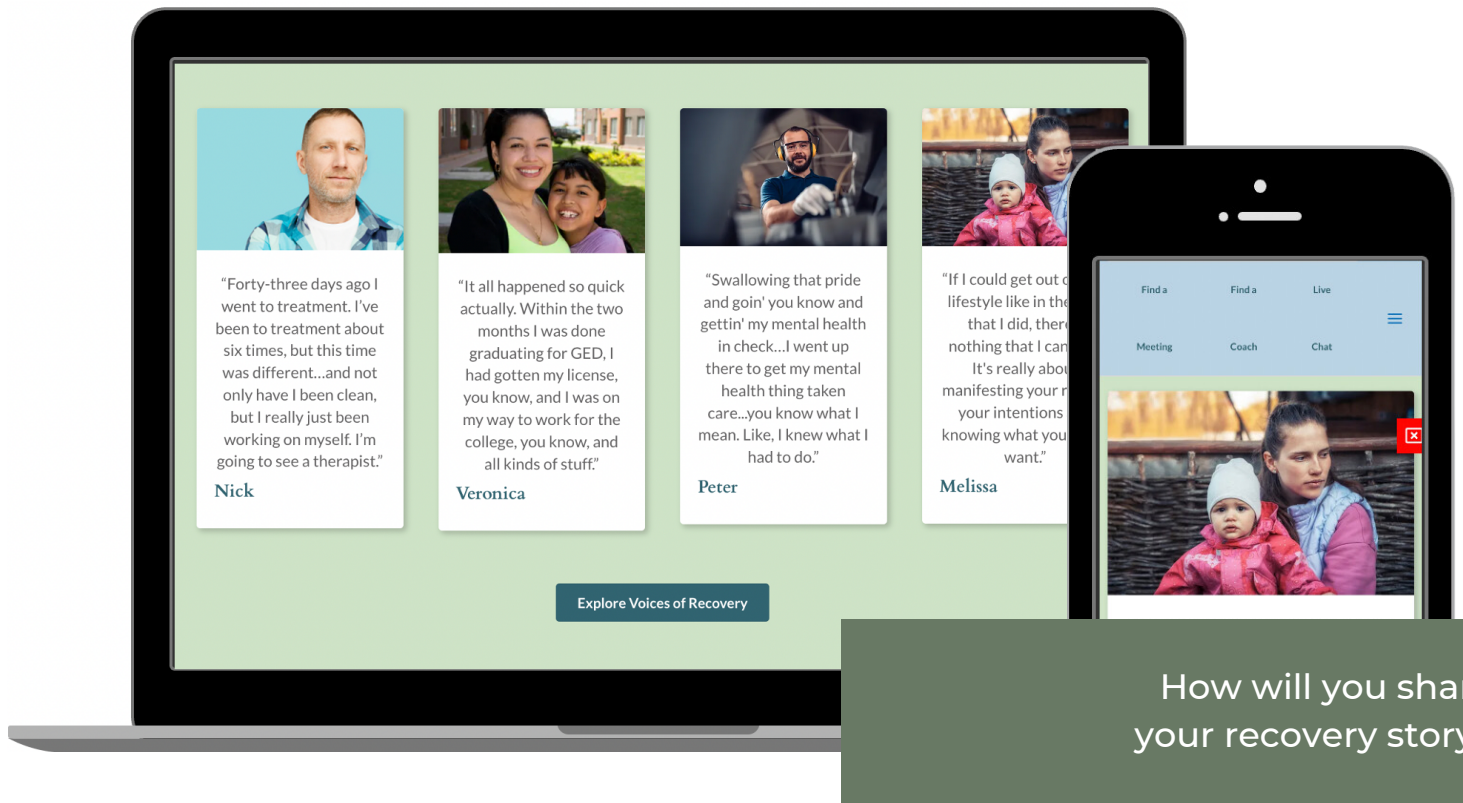 “Forty-three days ago I
went to treatment. I’ve
been to treatment about
six times, but this time
was different...and not
only have I been clean,
but I really just been
working on myself. I’m
going to see a therapist.”
Nick
“It all happened so quick
actually. Within the two
months I was done
graduating for GED, I
had gotten my license,
you know, and I was on
my way to work for the
college, you know, and
all kinds of stuff.”
Veronica
“Swallowing that pride
and goin' you know and
gettin' my mental health
in check...I went up
there to get my mental
health thing taken
care...you know what I
mean. Like, I knew what I
had to do.”
Peter
“If I could get out
lifestyle like in
that I did,
nothing that I can
It's really
manifesting your
your intentions
knowing what you
want.”
Melissa
Explore Voices of Recovery
Find a Find a Live
Meeting Coach Chat
How will you
your recovery story